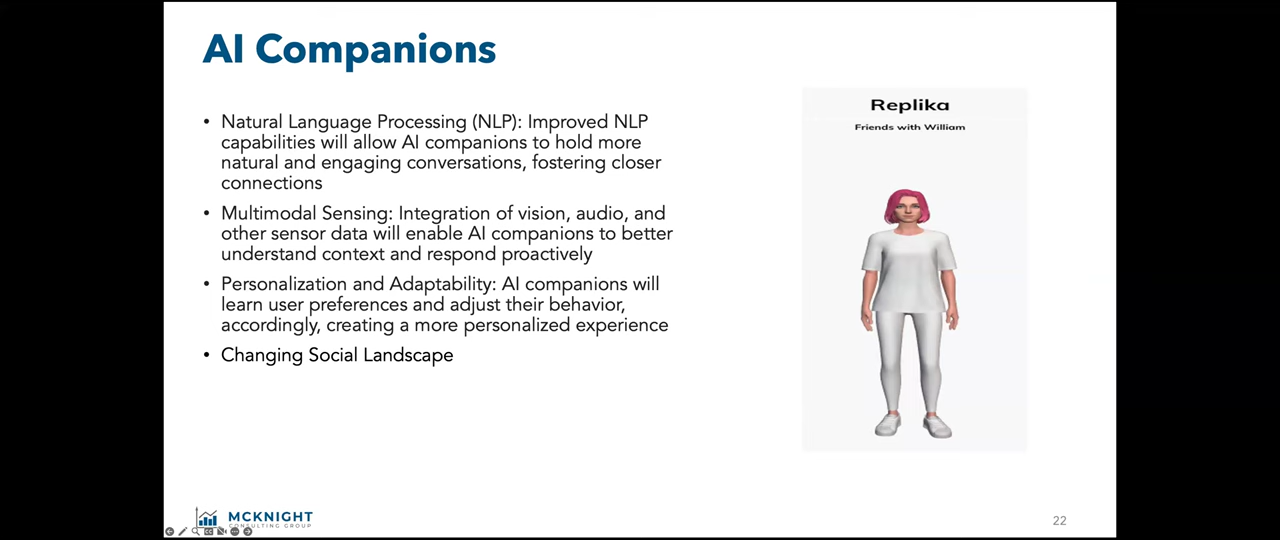 AI Companions
• Natural Language Processing (NLP): Improved NLP
capabilities will allow AI companions to hold more
natural and engaging conversations, fostering closer
connections
• Multimodal Sensing: Integration of vision, audio, and
other sensor data will enable AI companions to better
understand context and respond proactively
• Personalization and Adaptability: AI companions will
learn user preferences and adjust their behavior,
accordingly, creating a more personalized experience
• Changing Social Landscape
Replika
Friends with William
MCKNIGHT
CONSULTING GROUP
22